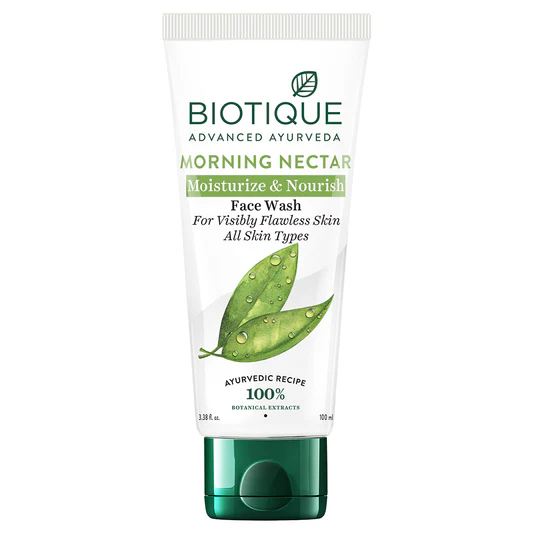 BIOTIQUE
ADVANCED AYURVEDA
MORNING NECTAR
Moisturize & Nourish
Face Wash
For Visibly Flawless Skin
All Skin Types
AYURVEDIC RECIPE
100%
BOTANICAL EXTRACTS
3.38 fl. oz. 100 ml